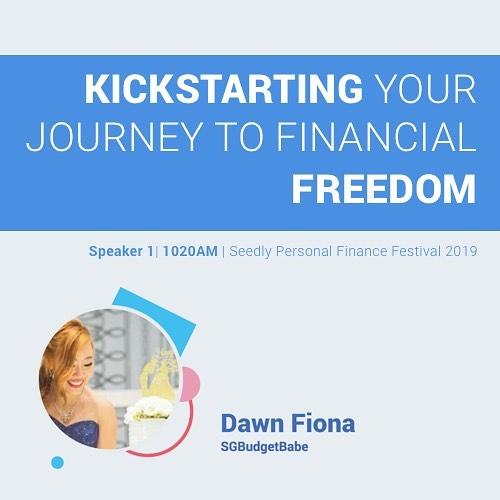 KICKSTARTING YOUR
JOURNEY TO FINANCIAL
FREEDOM
Speaker 1| 1020AM | Seedly Personal Finance Festival 2019
Dawn Fiona
SGBudgetBabe